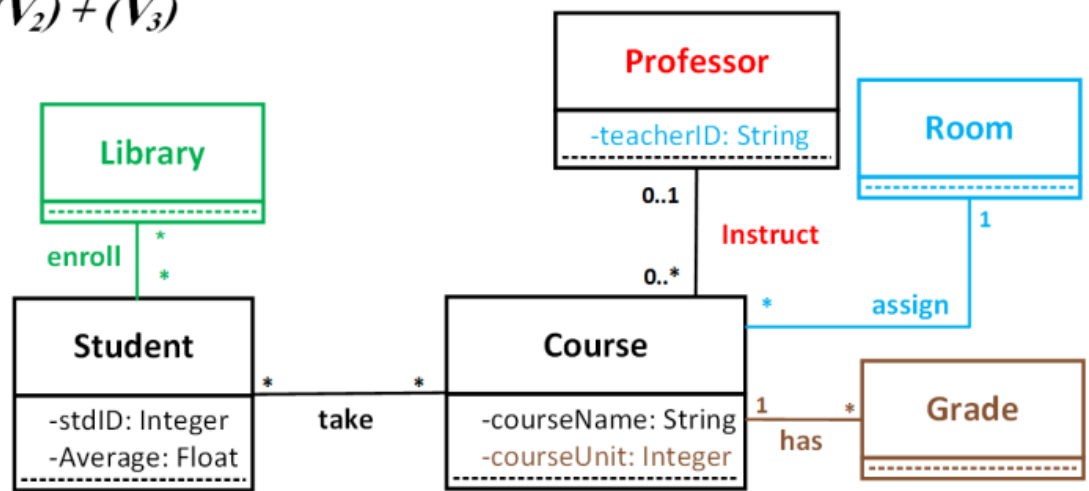 V₂) + (V₃)
Professor
-teacherID: String
Room
Library
0..1
1
Instruct
*
enroll
*
0..*
*
assign
Student
Course
*
*
take
-stdID: Integer
-Average: Float
-courseName: String
-courseUnit: Integer
1
*
has
Grade